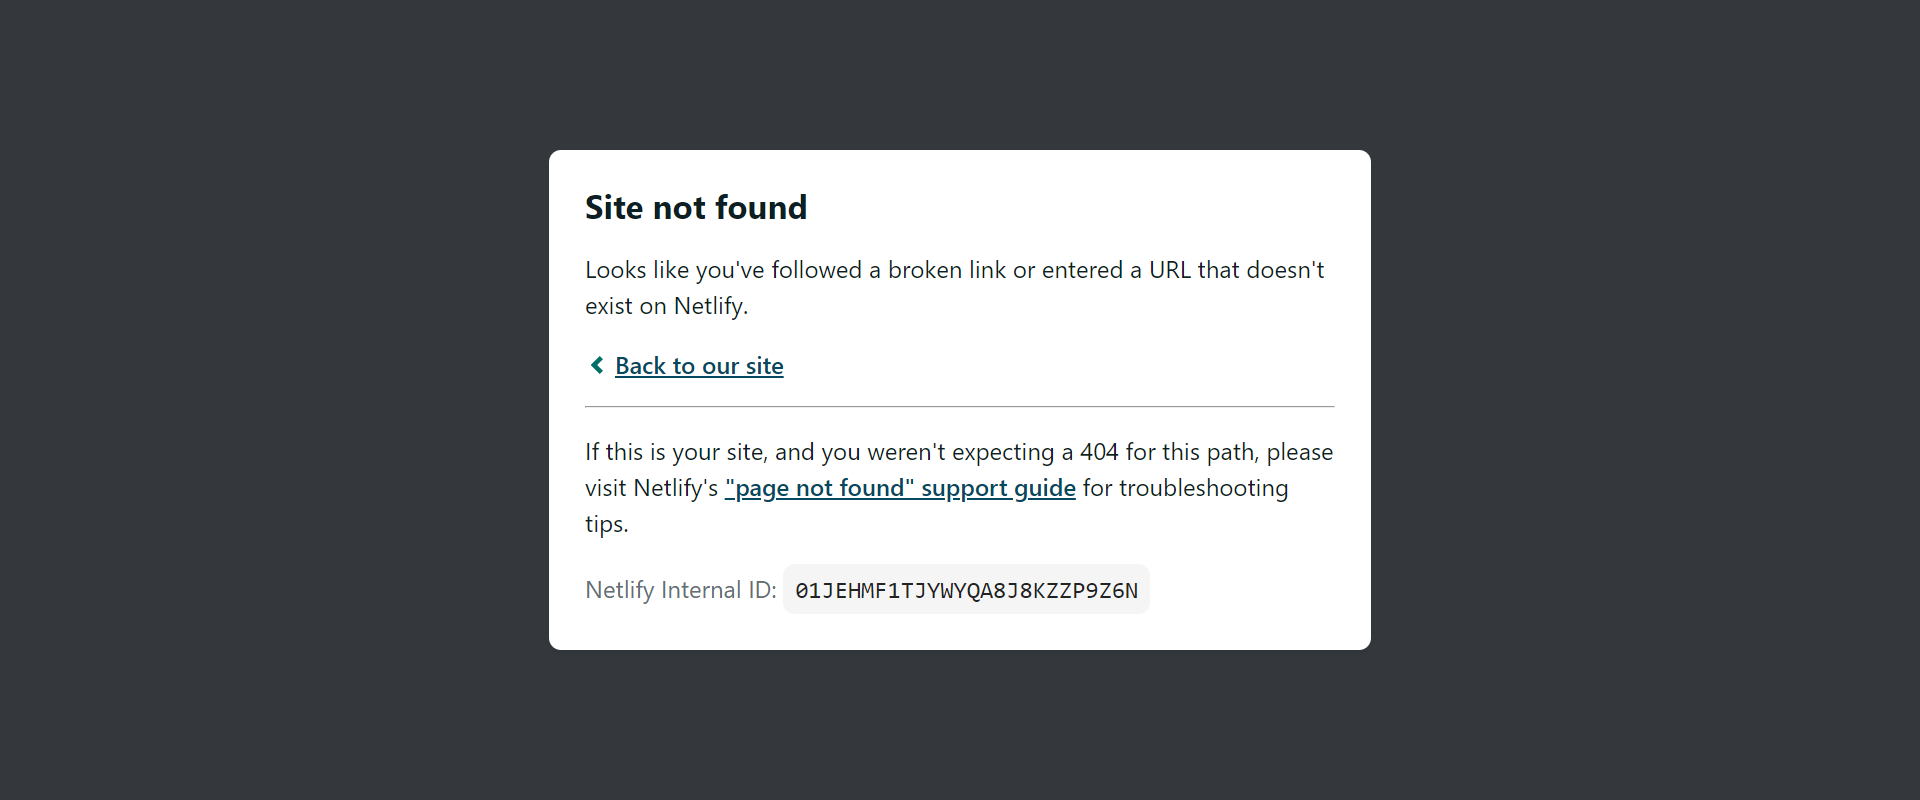 Site not found
Looks like you've followed a broken link or entered a URL that doesn't
exist on Netlify.
Back to our site
If this is your site, and you weren't expecting a 404 for this path, please
visit Netlify's "page not found" support guide for troubleshooting
tips.
Netlify Internal ID: 01JEHMF1TJYWYQA8J8KZZP9Z6N